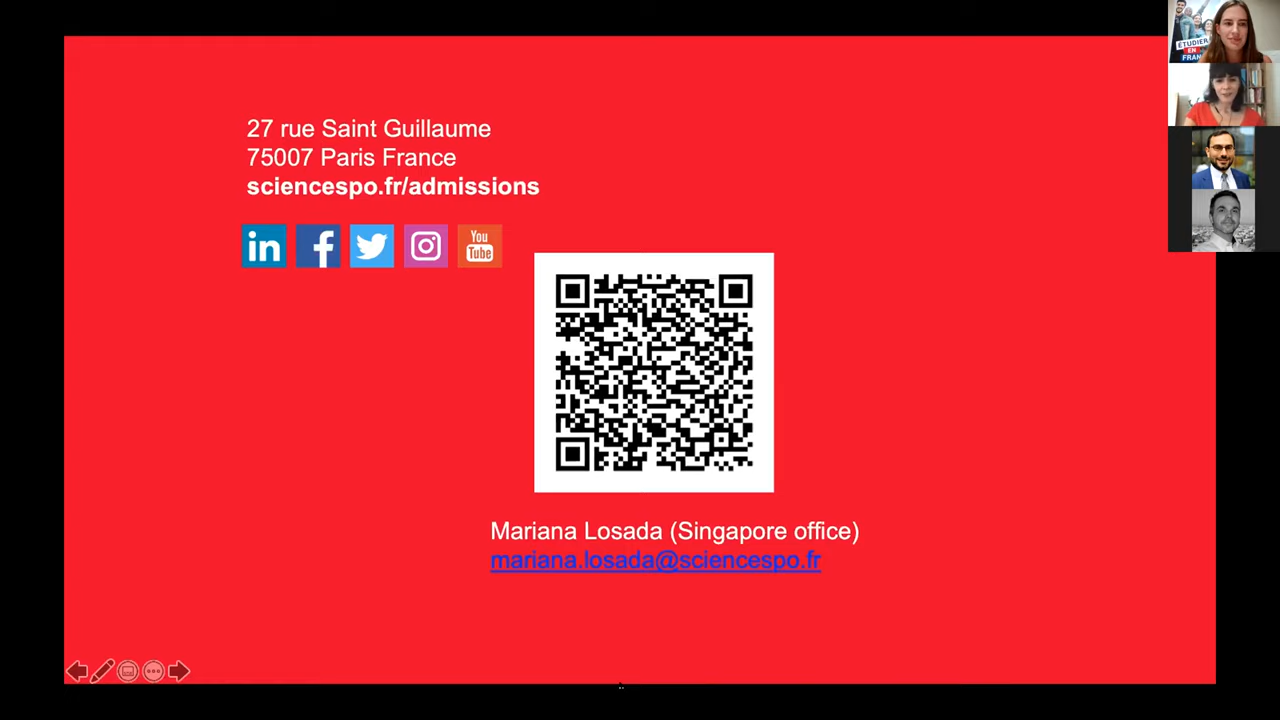 27 rue Saint Guillaume
75007 Paris France
sciencespo.fr/admissions
in f You Tube
Mariana Losada (Singapore office)
mariana.losada@sciencespo.fr
ÉTUDIER
EN
FRANCE